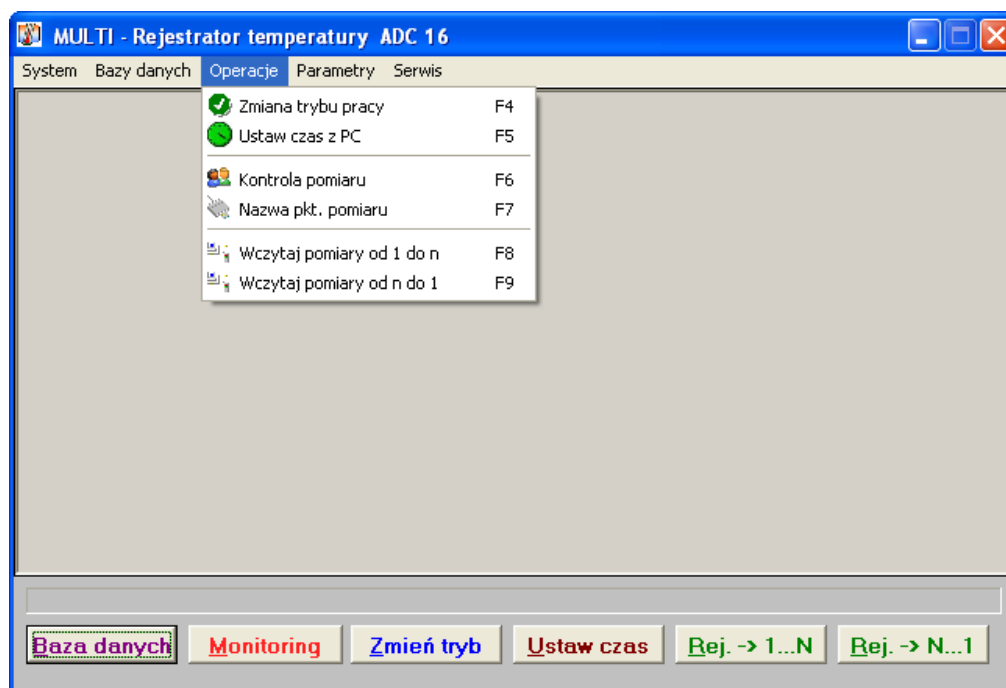 MULTI - Rejestrator temperatury ADC 16
System Bazy danych Operacje Parametry Serwis
Zmiana trybu pracy F4
Ustaw czas z PC F5
Kontrola pomiaru F6
Nazwa pkt. pomiaru F7
Wczytaj pomiary od 1 do n F8
Wczytaj pomiary od n do 1 F9
Baza danych Monitoring Zmień tryb Ustaw czas Rej. -> 1...N Rej. -> N...1